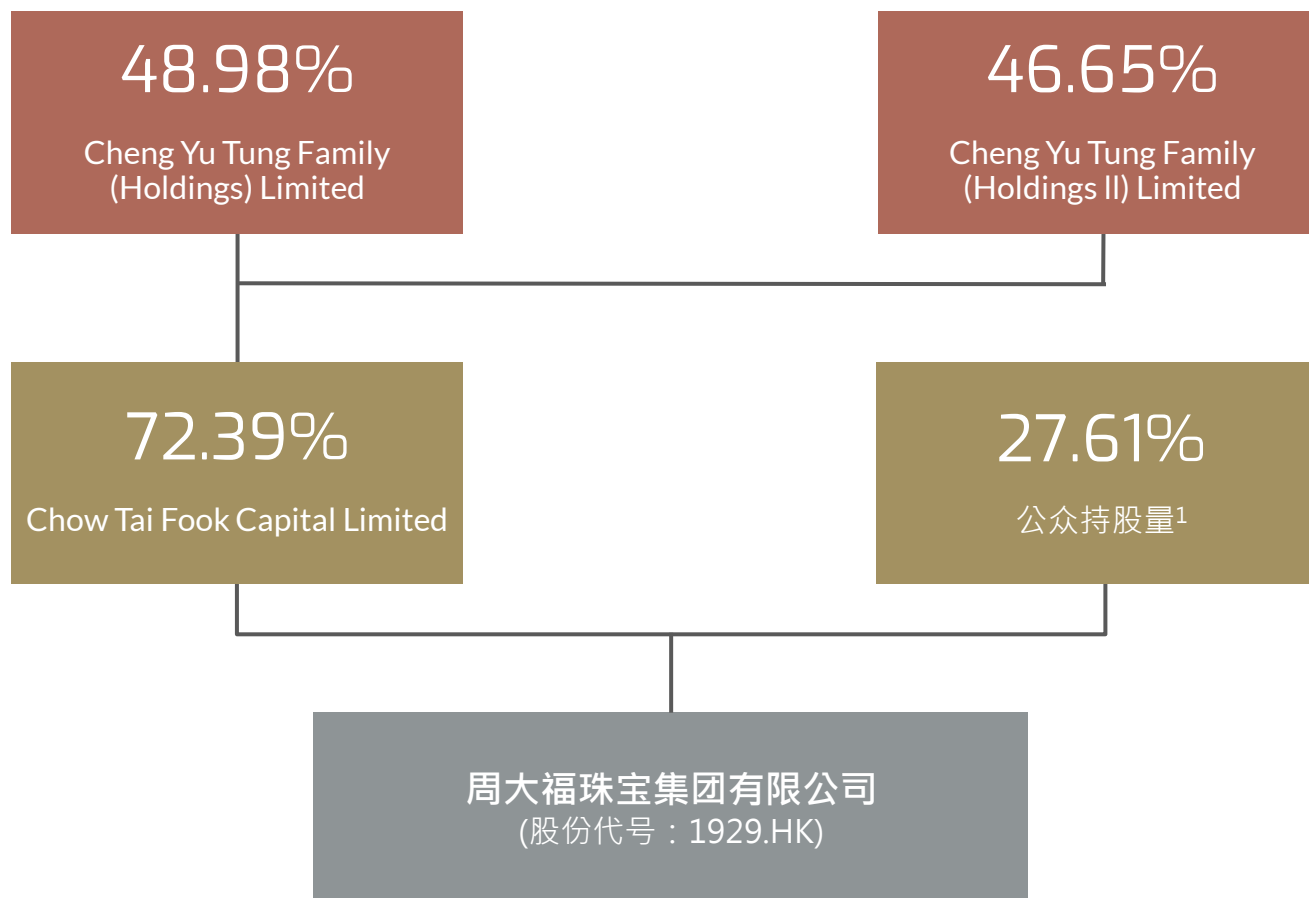 48.98%
Cheng Yu Tung Family
(Holdings) Limited
46.65%
Cheng Yu Tung Family
(Holdings II) Limited
72.39%
Chow Tai Fook Capital Limited
27.61%
公众持股量¹
周大福珠宝集团有限公司
(股份代号：1929.HK)